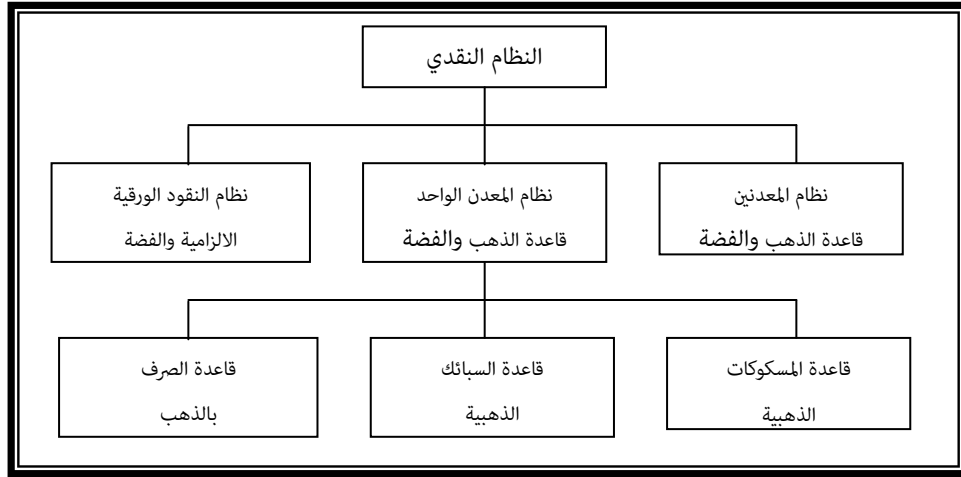 النظام النقدي
نظام المعدنين
قاعدة الذهب والفضة
نظام المعدن الواحد
قاعدة الذهب والفضة
نظام النقود الورقية
الالزامية والفضة
قاعدة المسكوكات
الذهبية
قاعدة السبائك
الذهبية
قاعدة الصرف
بالذهب